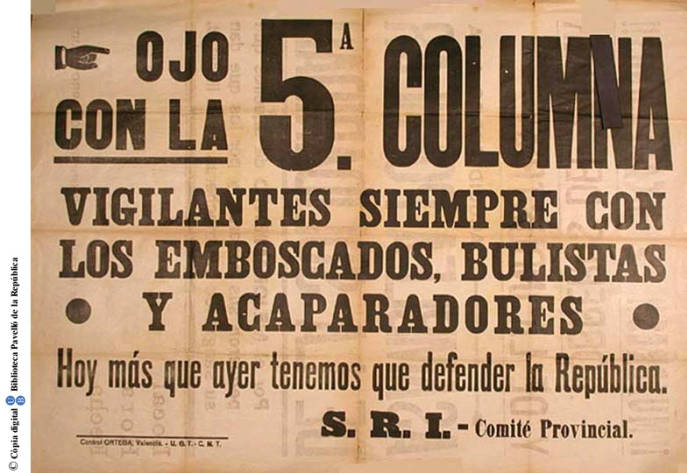 OJO
CON LA
5.ª COLUMNA
VIGILANTES SIEMPRE CON
LOS EMBOSCADOS, BULISTAS
Y ACAPARADORES
Hoy más que ayer tenemos que defender la República.
S. R. I. - Comité Provincial.
Control ORTEGA, Valencia. - U. G. T. - C. N. T.
© Còpia digital Biblioteca Pavelló de la República